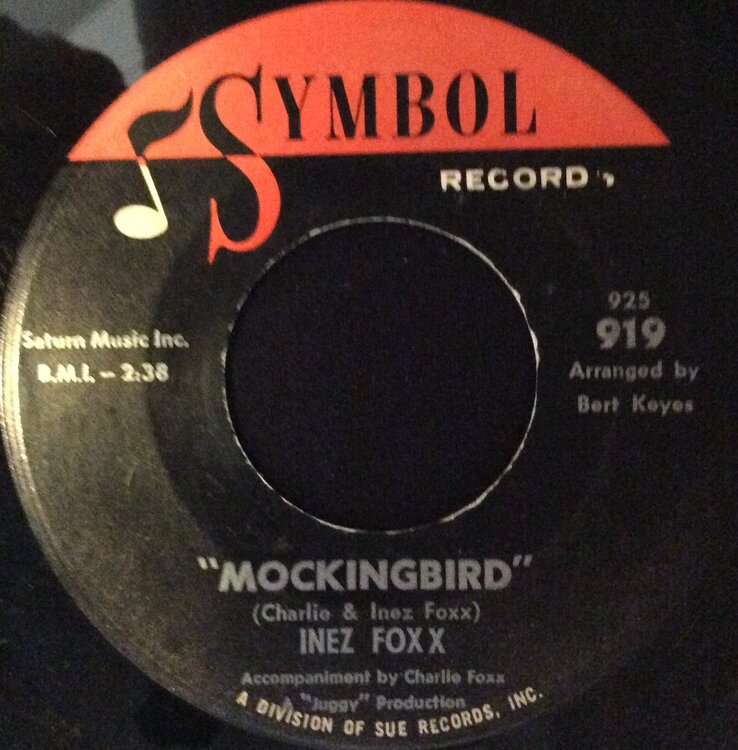 SYMBOL
RECORDS
Saturn Music Inc.
B.M.I. — 2:38
925
919
Arranged by
Bert Keyes
"MOCKINGBIRD"
(Charlie & Inez Foxx)
INEZ FOXX
Accompaniment by Charlie Foxx
A "Juggy" Production
A DIVISION OF SUE RECORDS, INC.